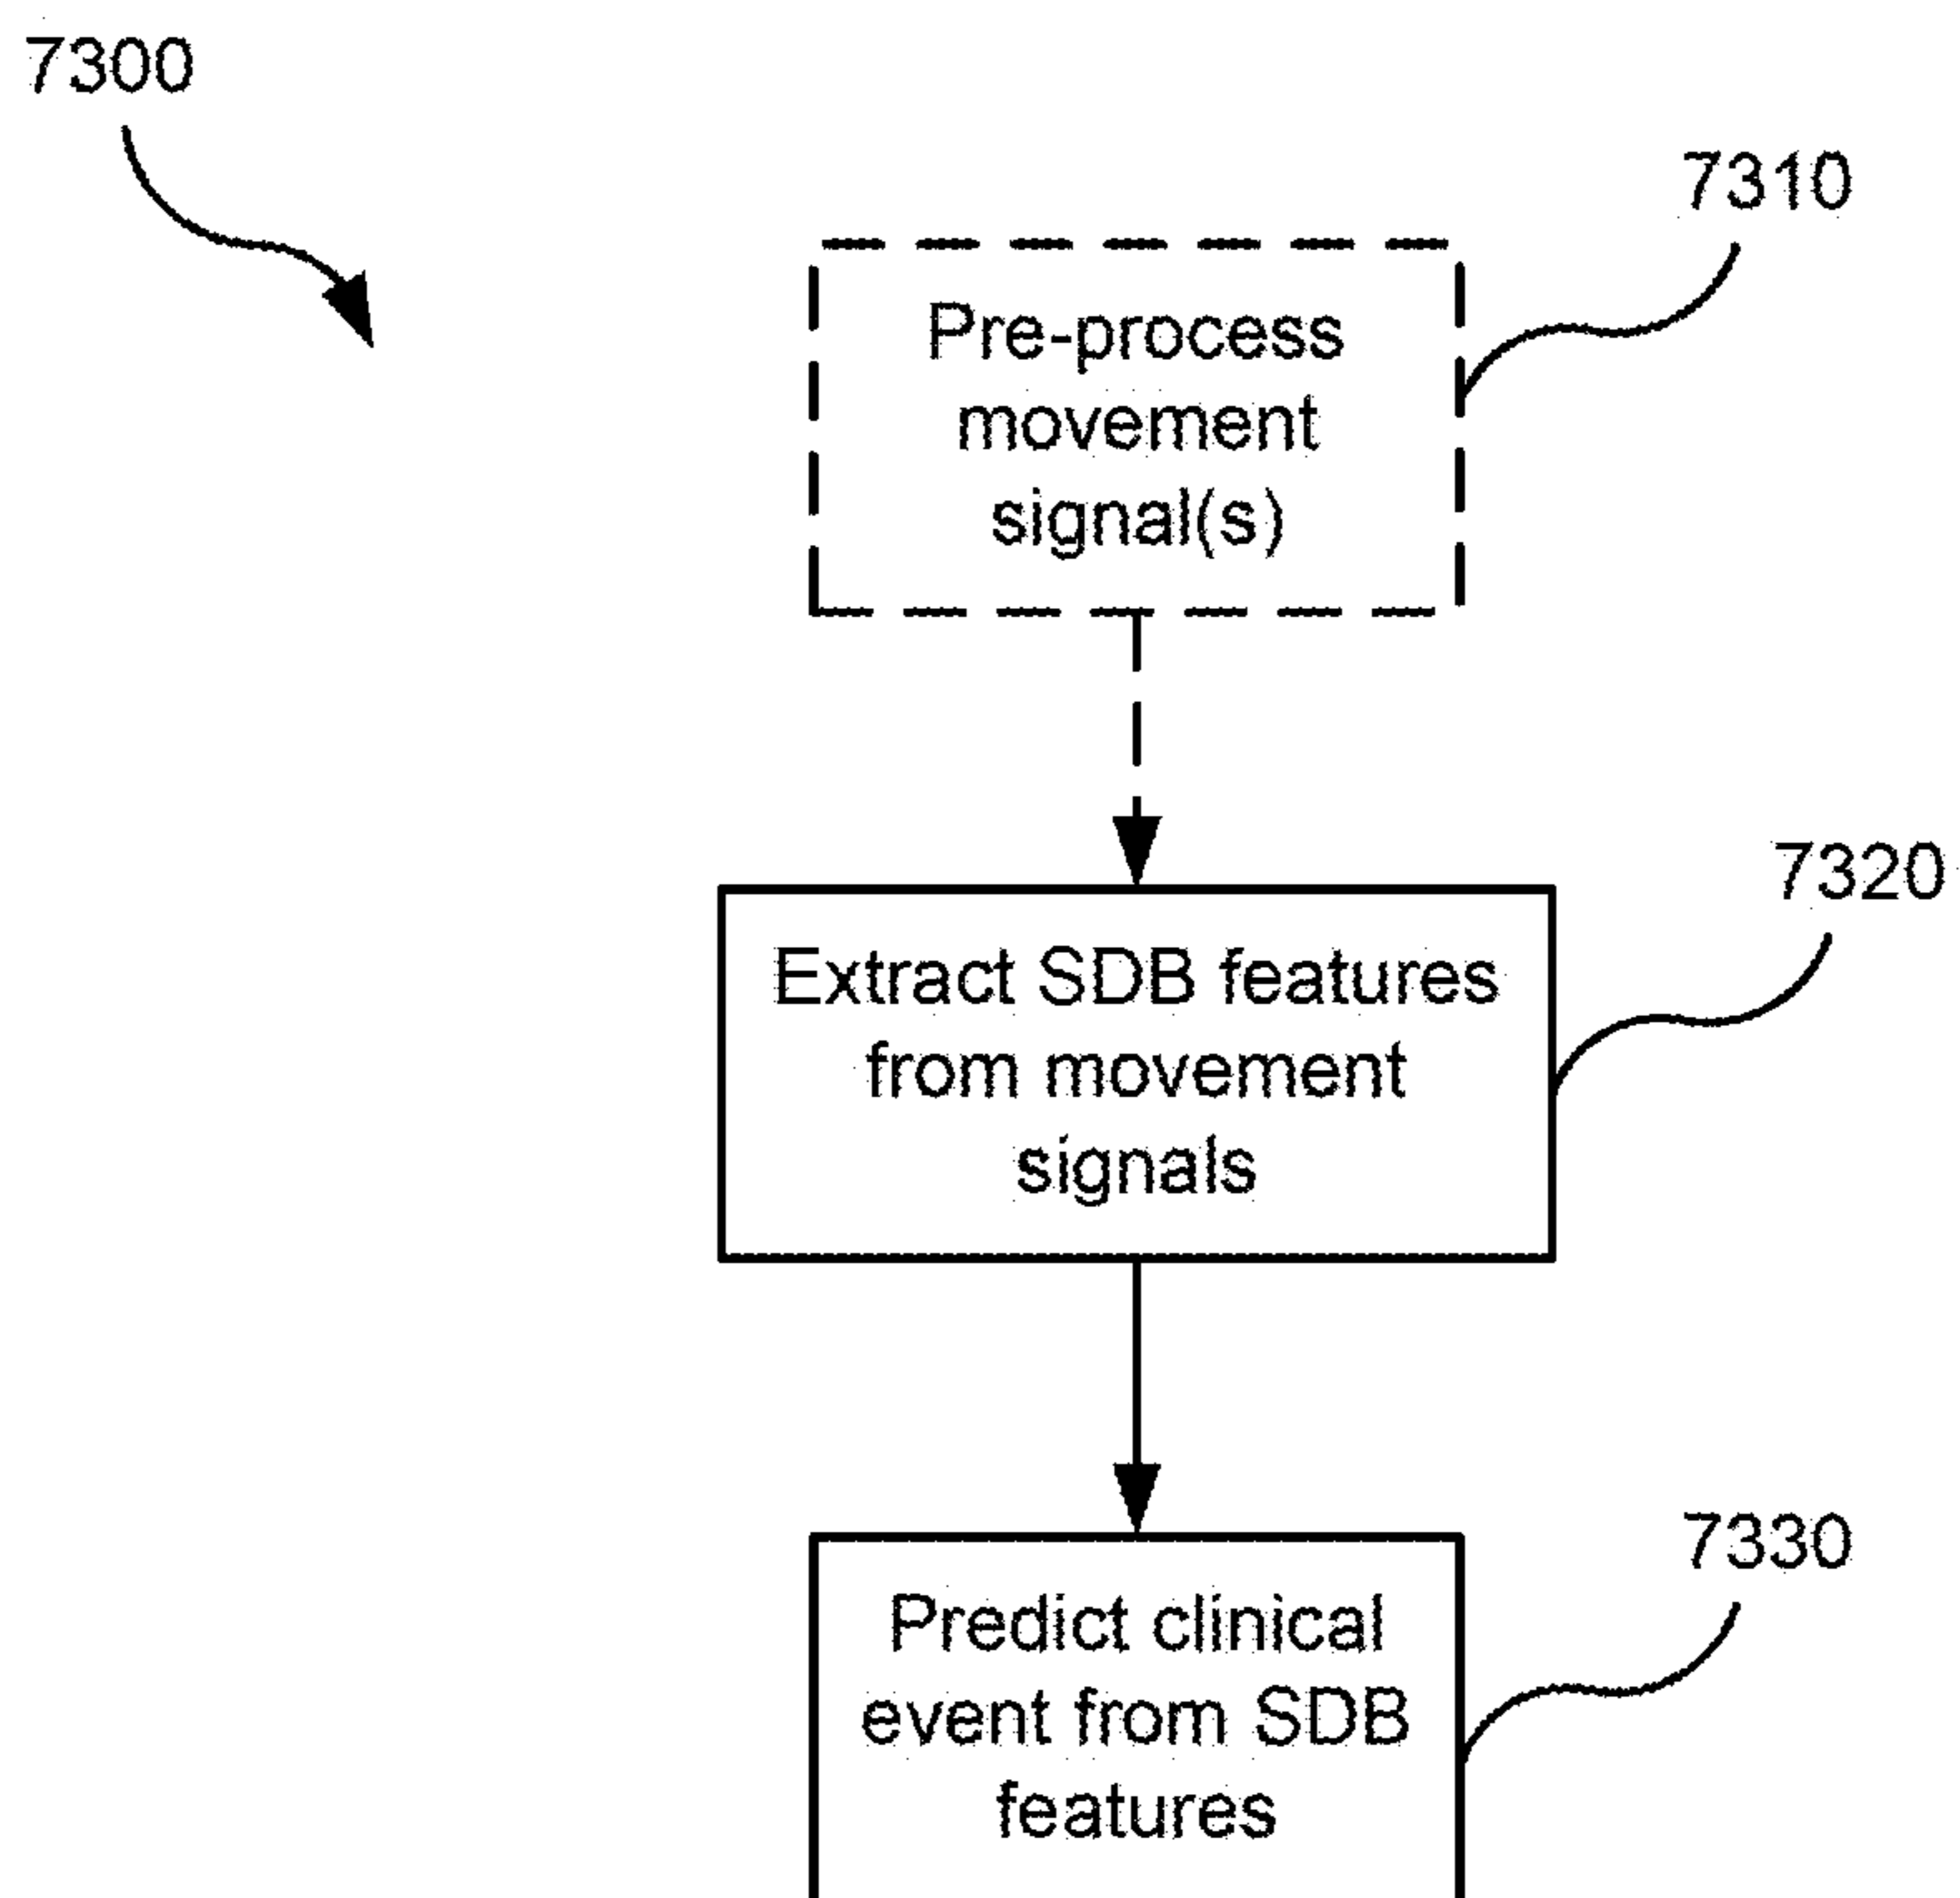 7300
7310
Pre-process
movement
signal(s)
7320
Extract SDB features
from movement
signals
7330
Predict clinical
event from SDB
features